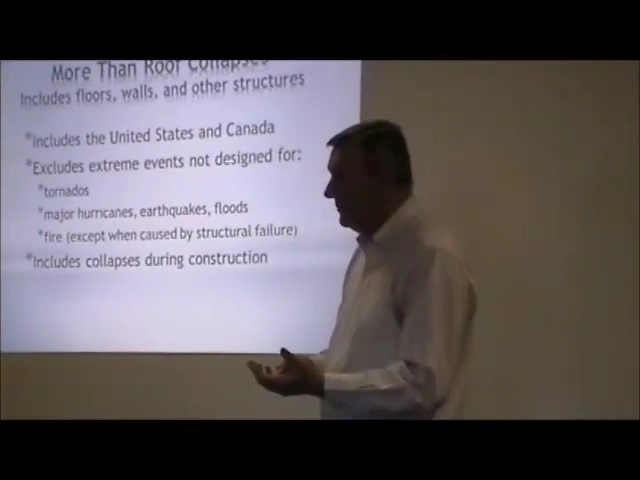 More Than Roof Collapses
Includes floors, walls, and other structures
*Includes the United States and Canada
*Excludes extreme events not designed for:
*tornados
*major hurricanes, earthquakes, floods
*fire (except when caused by structural failure)
*Includes collapses during construction